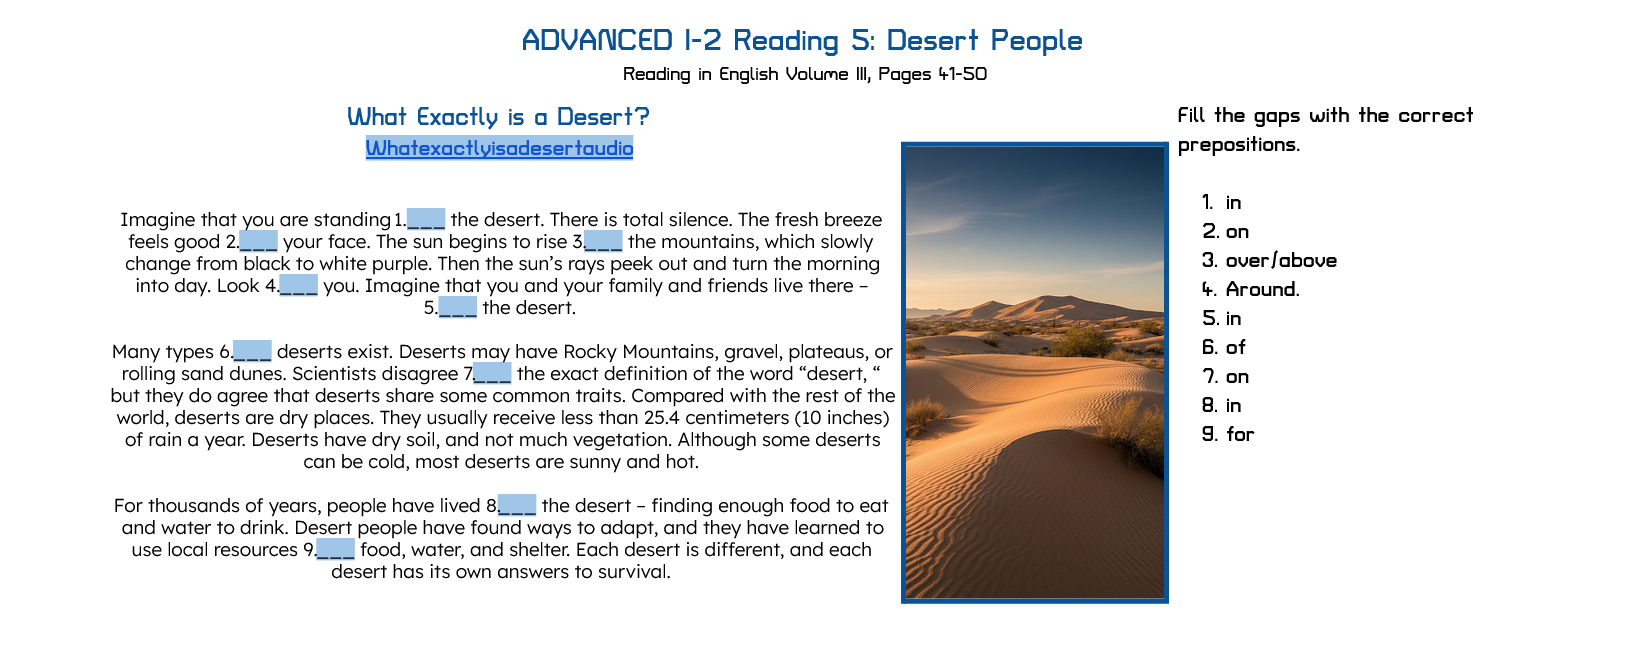 ADVANCED 1-2 Reading 5: Desert People
Reading in English Volume III, Pages 41-50
What Exactly is a Desert?
Whatexactlyisadesertaudio
Imagine that you are standing 1.___ the desert. There is total silence. The fresh breeze
feels good 2.___ your face. The sun begins to rise 3.___ the mountains, which slowly
change from black to white purple. Then the sun’s rays peek out and turn the morning
into day. Look 4.___ you. Imagine that you and your family and friends live there –
5.___ the desert.
Many types 6.___ deserts exist. Deserts may have Rocky Mountains, gravel, plateaus, or
rolling sand dunes. Scientists disagree 7.___ the exact definition of the word “desert, “
but they do agree that deserts share some common traits. Compared with the rest of the
world, deserts are dry places. They usually receive less than 25.4 centimeters (10 inches)
of rain a year. Deserts have dry soil, and not much vegetation. Although some deserts
can be cold, most deserts are sunny and hot.
For thousands of years, people have lived 8.___ the desert – finding enough food to eat
and water to drink. Desert people have found ways to adapt, and they have learned to
use local resources 9.___ food, water, and shelter. Each desert is different, and each
desert has its own answers to survival.
Fill the gaps with the correct
prepositions.
1. in
2. on
3. over/above
4. Around.
5. in
6. of
7. on
8. in
9. for